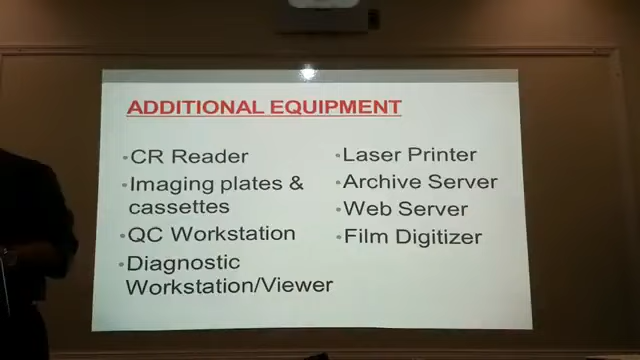 ADDITIONAL EQUIPMENT
•CR Reader
•Imaging plates &
cassettes
•QC Workstation
•Diagnostic
Workstation/Viewer
•Laser Printer
•Archive Server
•Web Server
•Film Digitizer